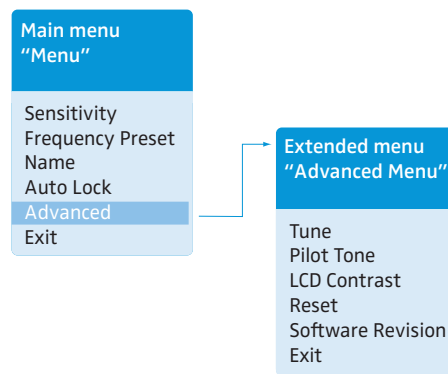 Main menu
“Menu”
Sensitivity
Frequency Preset
Name
Auto Lock
Advanced
Exit
Extended menu
“Advanced Menu”
Tune
Pilot Tone
LCD Contrast
Reset
Software Revision
Exit